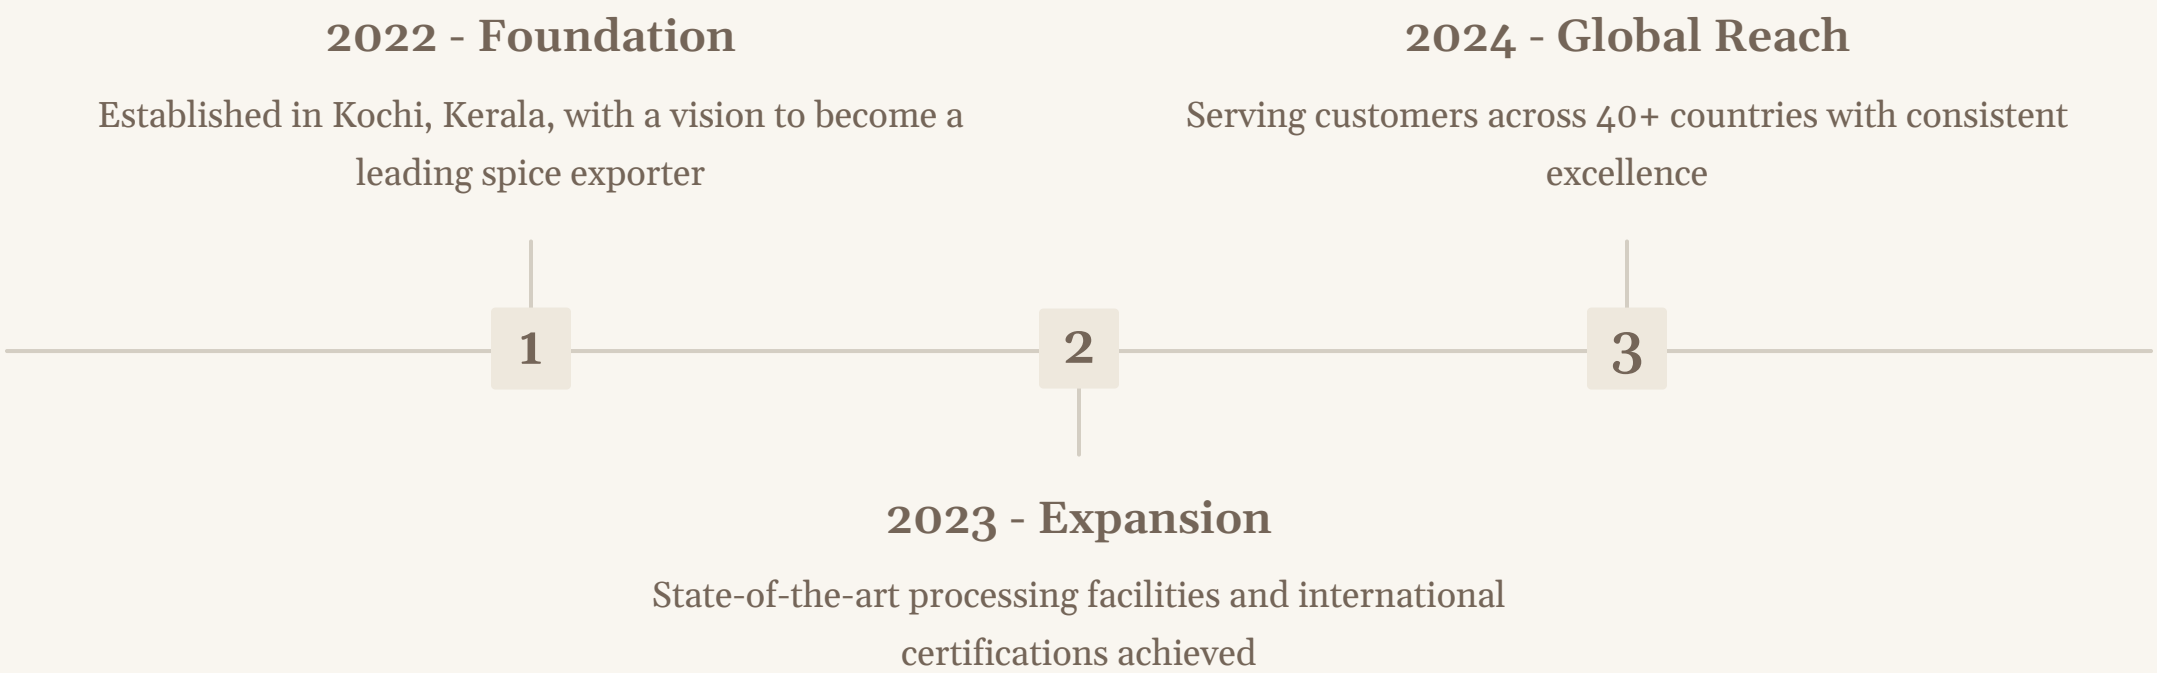 2022 - Foundation
Established in Kochi, Kerala, with a vision to become a
leading spice exporter
2024 - Global Reach
Serving customers across 40+ countries with consistent
excellence
1
2
3
2023 - Expansion
State-of-the-art processing facilities and international
certifications achieved